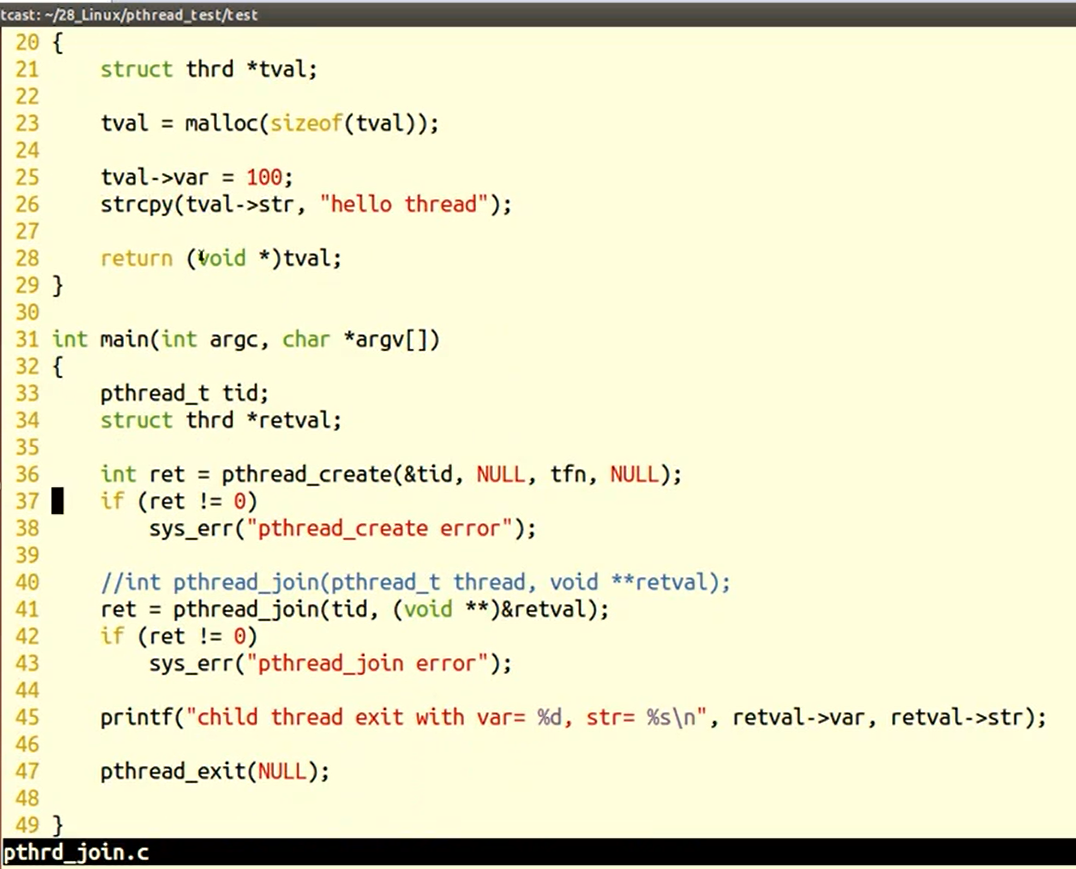 tcast: ~/28_Linux/pthread_test/test
20 {
21     struct thrd *tval;
22
23     tval = malloc(sizeof(tval));
24
25     tval->var = 100;
26     strcpy(tval->str, "hello thread");
27
28     return (void *)tval;
29 }
30
31 int main(int argc, char *argv[])
32 {
33     pthread_t tid;
34     struct thrd *retval;
35
36     int ret = pthread_create(&tid, NULL, tfn, NULL);
37     if (ret != 0)
38         sys_err("pthread_create error");
39
40     //int pthread_join(pthread_t thread, void **retval);
41     ret = pthread_join(tid, (void **)&retval);
42     if (ret != 0)
43         sys_err("pthread_join error");
44
45     printf("child thread exit with var= %d, str= %s\n", retval->var, retval->str);
46
47     pthread_exit(NULL);
48
49 }
pthrd_join.c